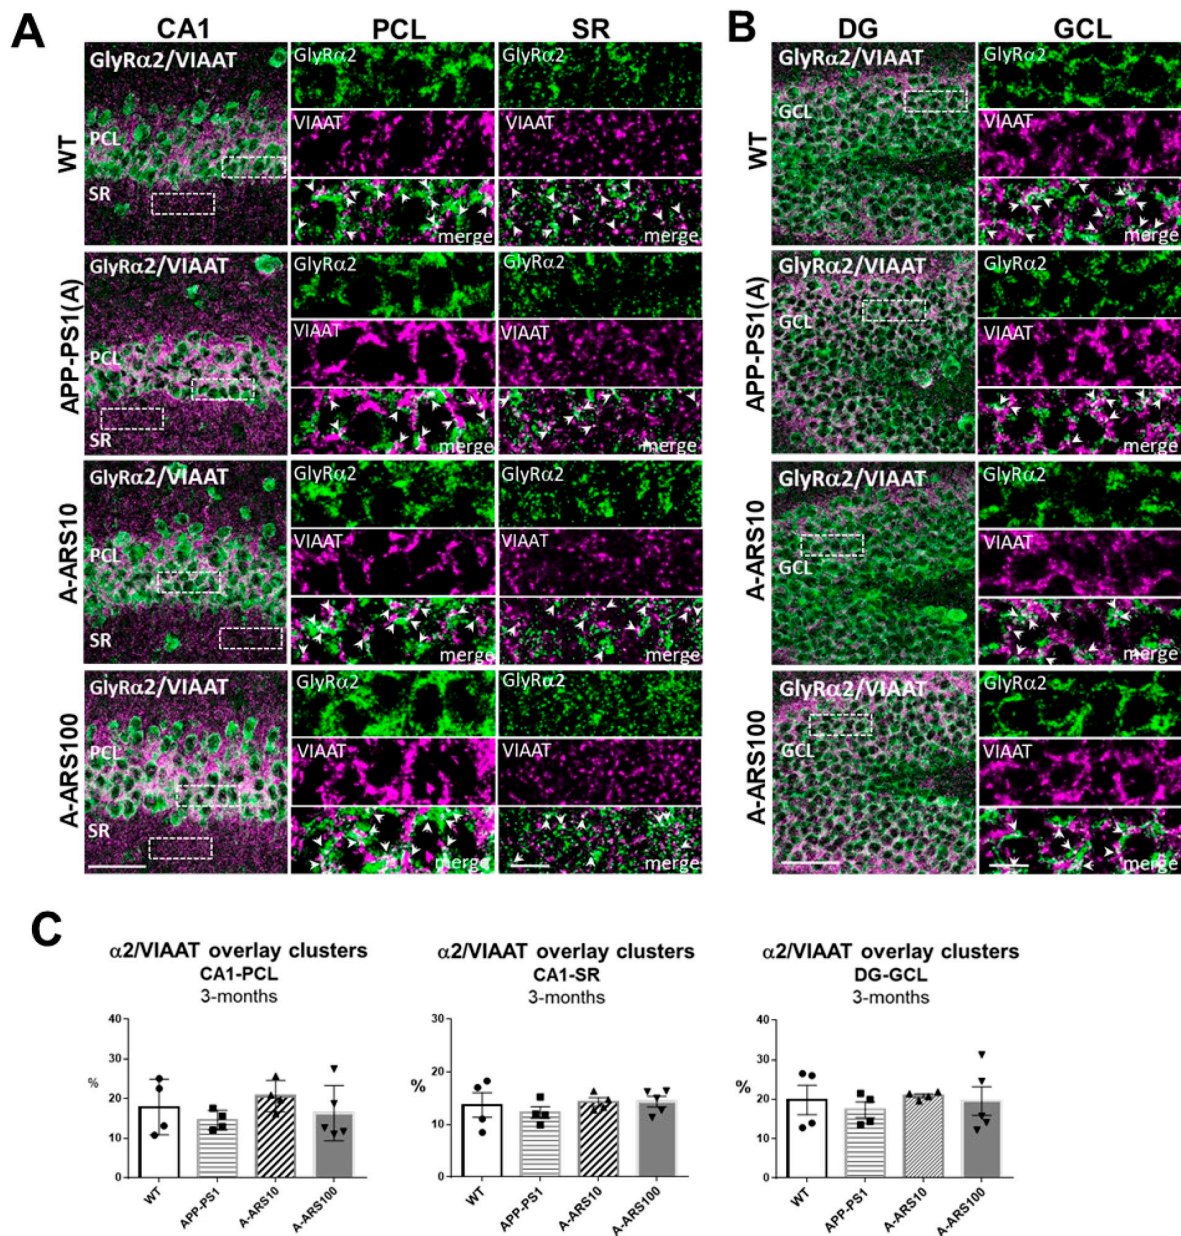 A
CA1
PCL
SR
WT
GlyRα2/VIAAT
PCL
SR
GlyRα2
VIAAT
merge
GlyRα2
VIAAT
merge
APP-PS1(A)
GlyRα2/VIAAT
PCL
SR
GlyRα2
VIAAT
merge
GlyRα2
VIAAT
merge
A-ARS10
GlyRα2/VIAAT
PCL
SR
GlyRα2
VIAAT
merge
GlyRα2
VIAAT
merge
A-ARS100
GlyRα2/VIAAT
PCL
SR
GlyRα2
VIAAT
merge
GlyRα2
VIAAT
merge
B
DG
GCL
WT
GlyRα2/VIAAT
GCL
GlyRα2
VIAAT
merge
APP-PS1(A)
GlyRα2/VIAAT
GCL
GlyRα2
VIAAT
merge
A-ARS10
GlyRα2/VIAAT
GCL
GlyRα2
VIAAT
merge
A-ARS100
GlyRα2/VIAAT
GCL
GlyRα2
VIAAT
merge
C
α2/VIAAT overlay clusters
CA1-PCL
3-months
40
30
20
10
0
%
WT
APP-PS1
A-ARS10
A-ARS100
α2/VIAAT overlay clusters
CA1-SR
3-months
30
20
10
0
%
WT
APP-PS1
A-ARS10
A-ARS100
α2/VIAAT overlay clusters
DG-GCL
3-months
40
30
20
10
0
%
WT
APP-PS1
A-ARS10
A-ARS100